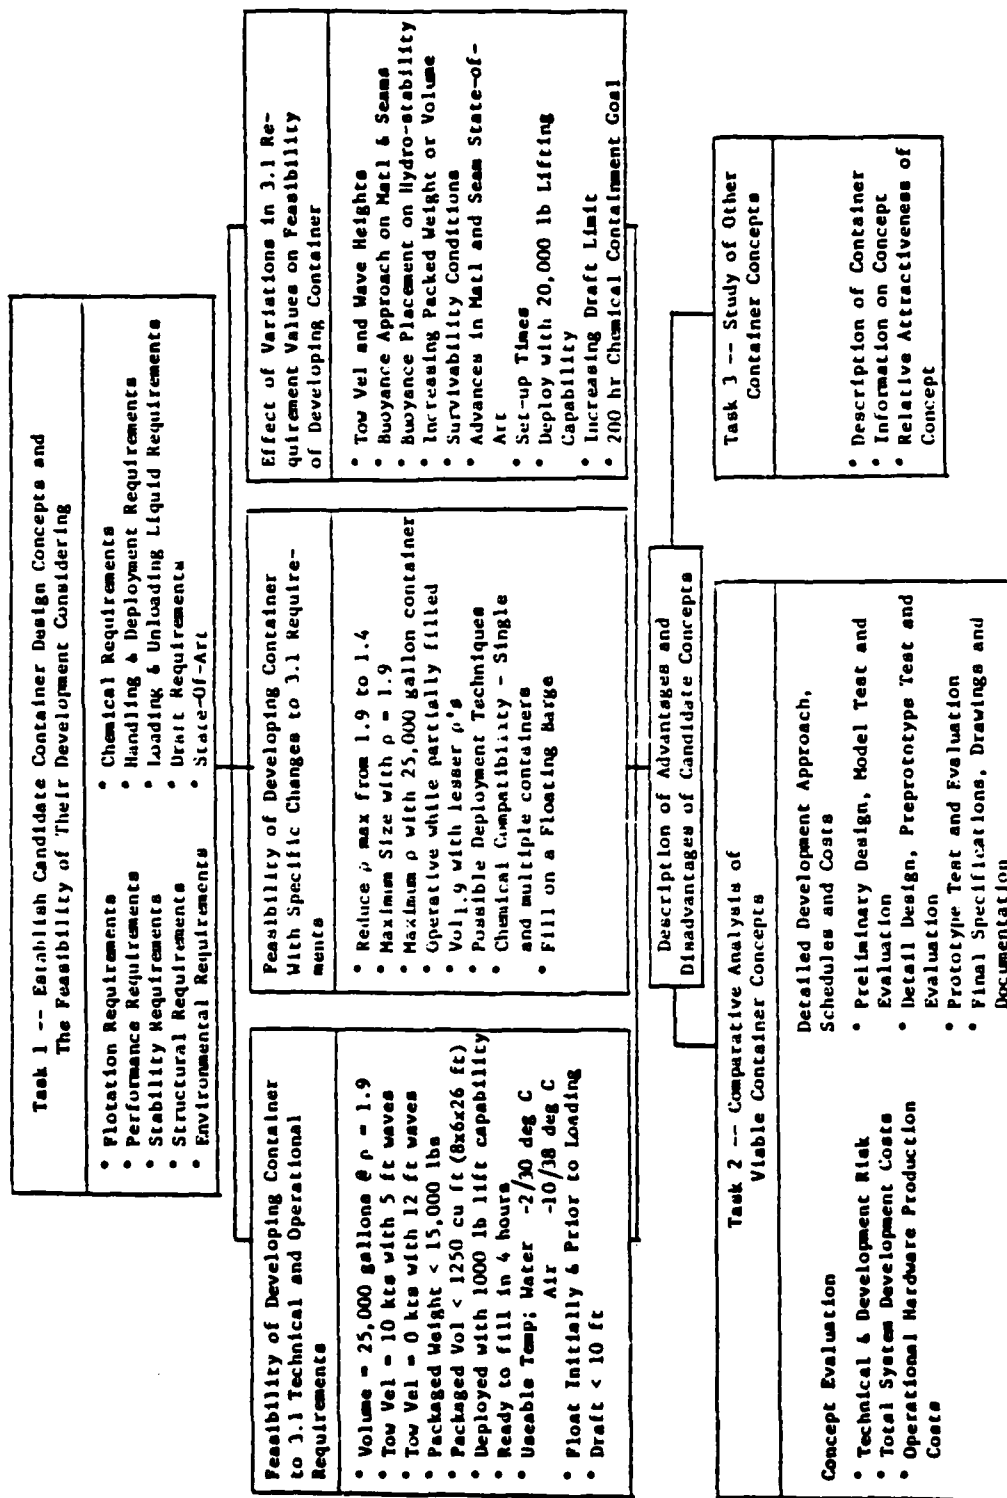 Task 1 -- Establish Candidate Container Design Concepts and
The Feasibility of Their Development Considering
• Flotation Requirements
• Performance Requirements
• Stability Requirements
• Structural Requirements
• Environmental Requirements
• Chemical Requirements
• Handling & Deployment Requirements
• Loading & Unloading Liquid Requirements
• Draft Requirements
• State-Of-Art
Feasibility of Developing Container
to 3.1 Technical and Operational
Requirements
• Volume = 25,000 gallons @ ρ = 1.9
• Tow Vel = 10 kts with 5 ft waves
• Tow Vel = 0 kts with 12 ft waves
• Packaged Weight < 15,000 lbs
• Packaged Vol < 1250 cu ft (8x6x26 ft)
• Deployed with 1000 lb lift capability
• Ready to fill in 4 hours
• Useable Temp; Water -2/30 deg C
Air -10/38 deg C
• Float Initially & Prior to Loading
• Draft < 10 ft
Feasibility of Developing Container
With Specific Changes to 3.1 Require-
ments
• Reduce ρ max from 1.9 to 1.4
• Maximum Size with ρ = 1.9
• Maximum ρ with 25,000 gallon container
• Operative while partially filled
• Vol1.9 with lesser ρ's
• Possible Deployment Techniques
• Chemical Compatibility - Single
and multiple containers
• Fill on a Floating Barge
Effect of Variations in 3.1 Re-
quirement Values on Feasibility
of Developing Container
• Tow Vel and Wave Heights
• Buoyance Approach on Matl & Seams
• Buoyance Placement on Hydro-stability
• Increasing Packed Weight or Volume
• Survivability Conditions
• Advances in Matl and Seam State-of-
Art
• Set-up Times
• Deploy with 20,000 lb Lifting
Capability
• Increasing Draft Limit
• 200 hr Chemical Containment Goal
Description of Advantages and
Disadvantages of Candidate Concepts
Task 2 -- Comparative Analysis of
Viable Container Concepts
Concept Evaluation
• Technical & Development Risk
• Total System Development Costs
• Operational Hardware Production
Costs
Detailed Development Approach,
Schedules and Costs
• Preliminary Design, Model Test and
Evaluation
• Detail Design, Preprototype Test and
Evaluation
• Prototype Test and Evaluation
• Final Specifications, Drawings and
Documentation
Task 3 -- Study of Other
Container Concepts
• Description of Container
• Information on Concept
• Relative Attractiveness of
Concept